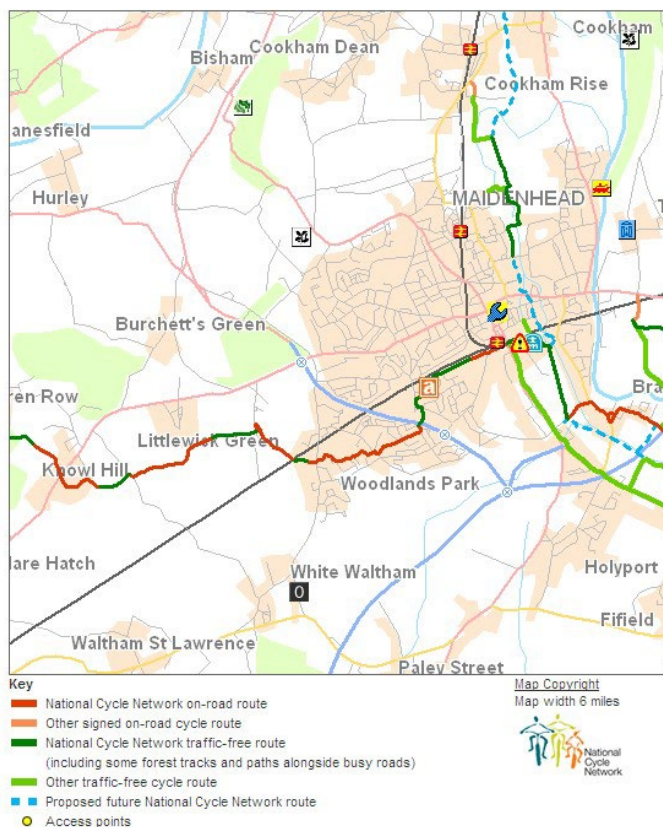 Cookham
Cookham Dean
Bisham
Cookham Rise
anesfield
MAIDENHEAD
Hurley
T
Burchett's Green
Bra
ren Row
Littlewick Green
Knowl Hill
Woodlands Park
lare Hatch
White Waltham
Holyport
0
Fifield
Waltham St Lawrence
Paley Street
Key
National Cycle Network on-road route
Other signed on-road cycle route
National Cycle Network traffic-free route
(including some forest tracks and paths alongside busy roads)
Other traffic-free cycle route
Proposed future National Cycle Network route
Access points
Map Copyright
Map width 6 miles
National
Cycle
Network